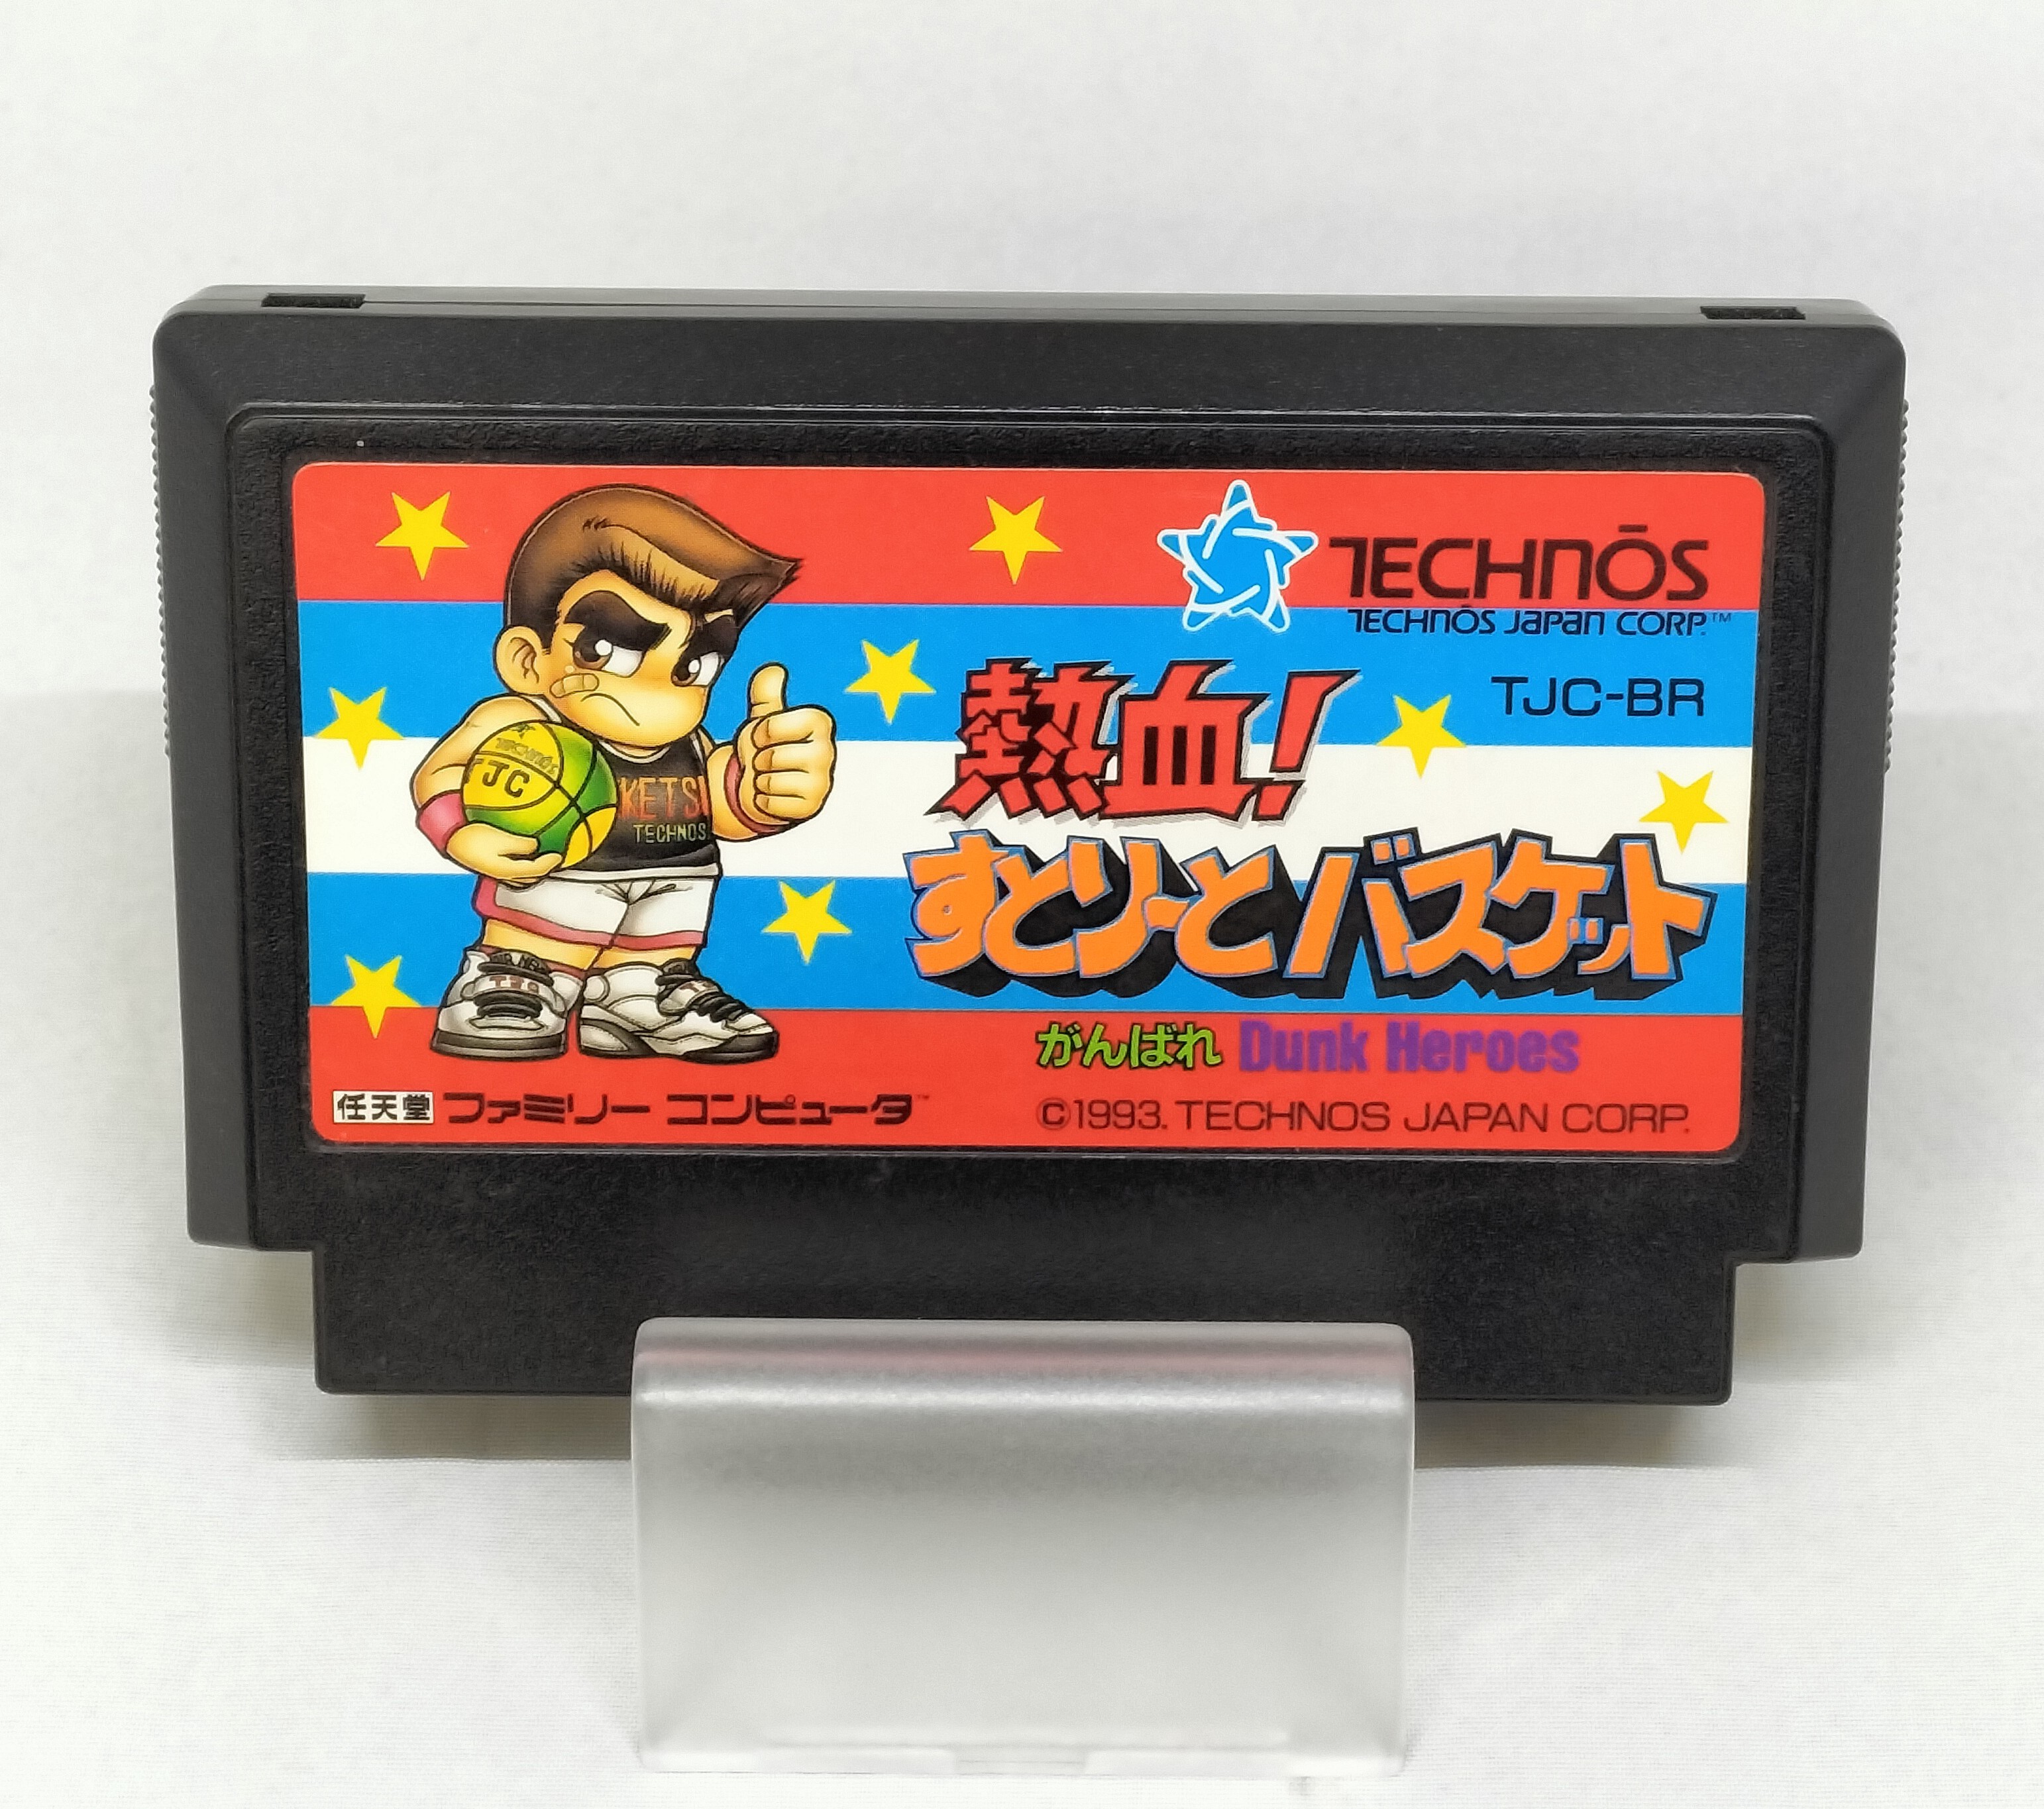 TECHNŌS
TECHNŌS JAPAN CORP.™
TJC-BR
熱血!
すとりーとバスケット
がんばれ Dunk Heroes
TECHNOS
TJC
KETSU
TECHNOS
任天堂 ファミリー コンピュータ™
©1993. TECHNOS JAPAN CORP.